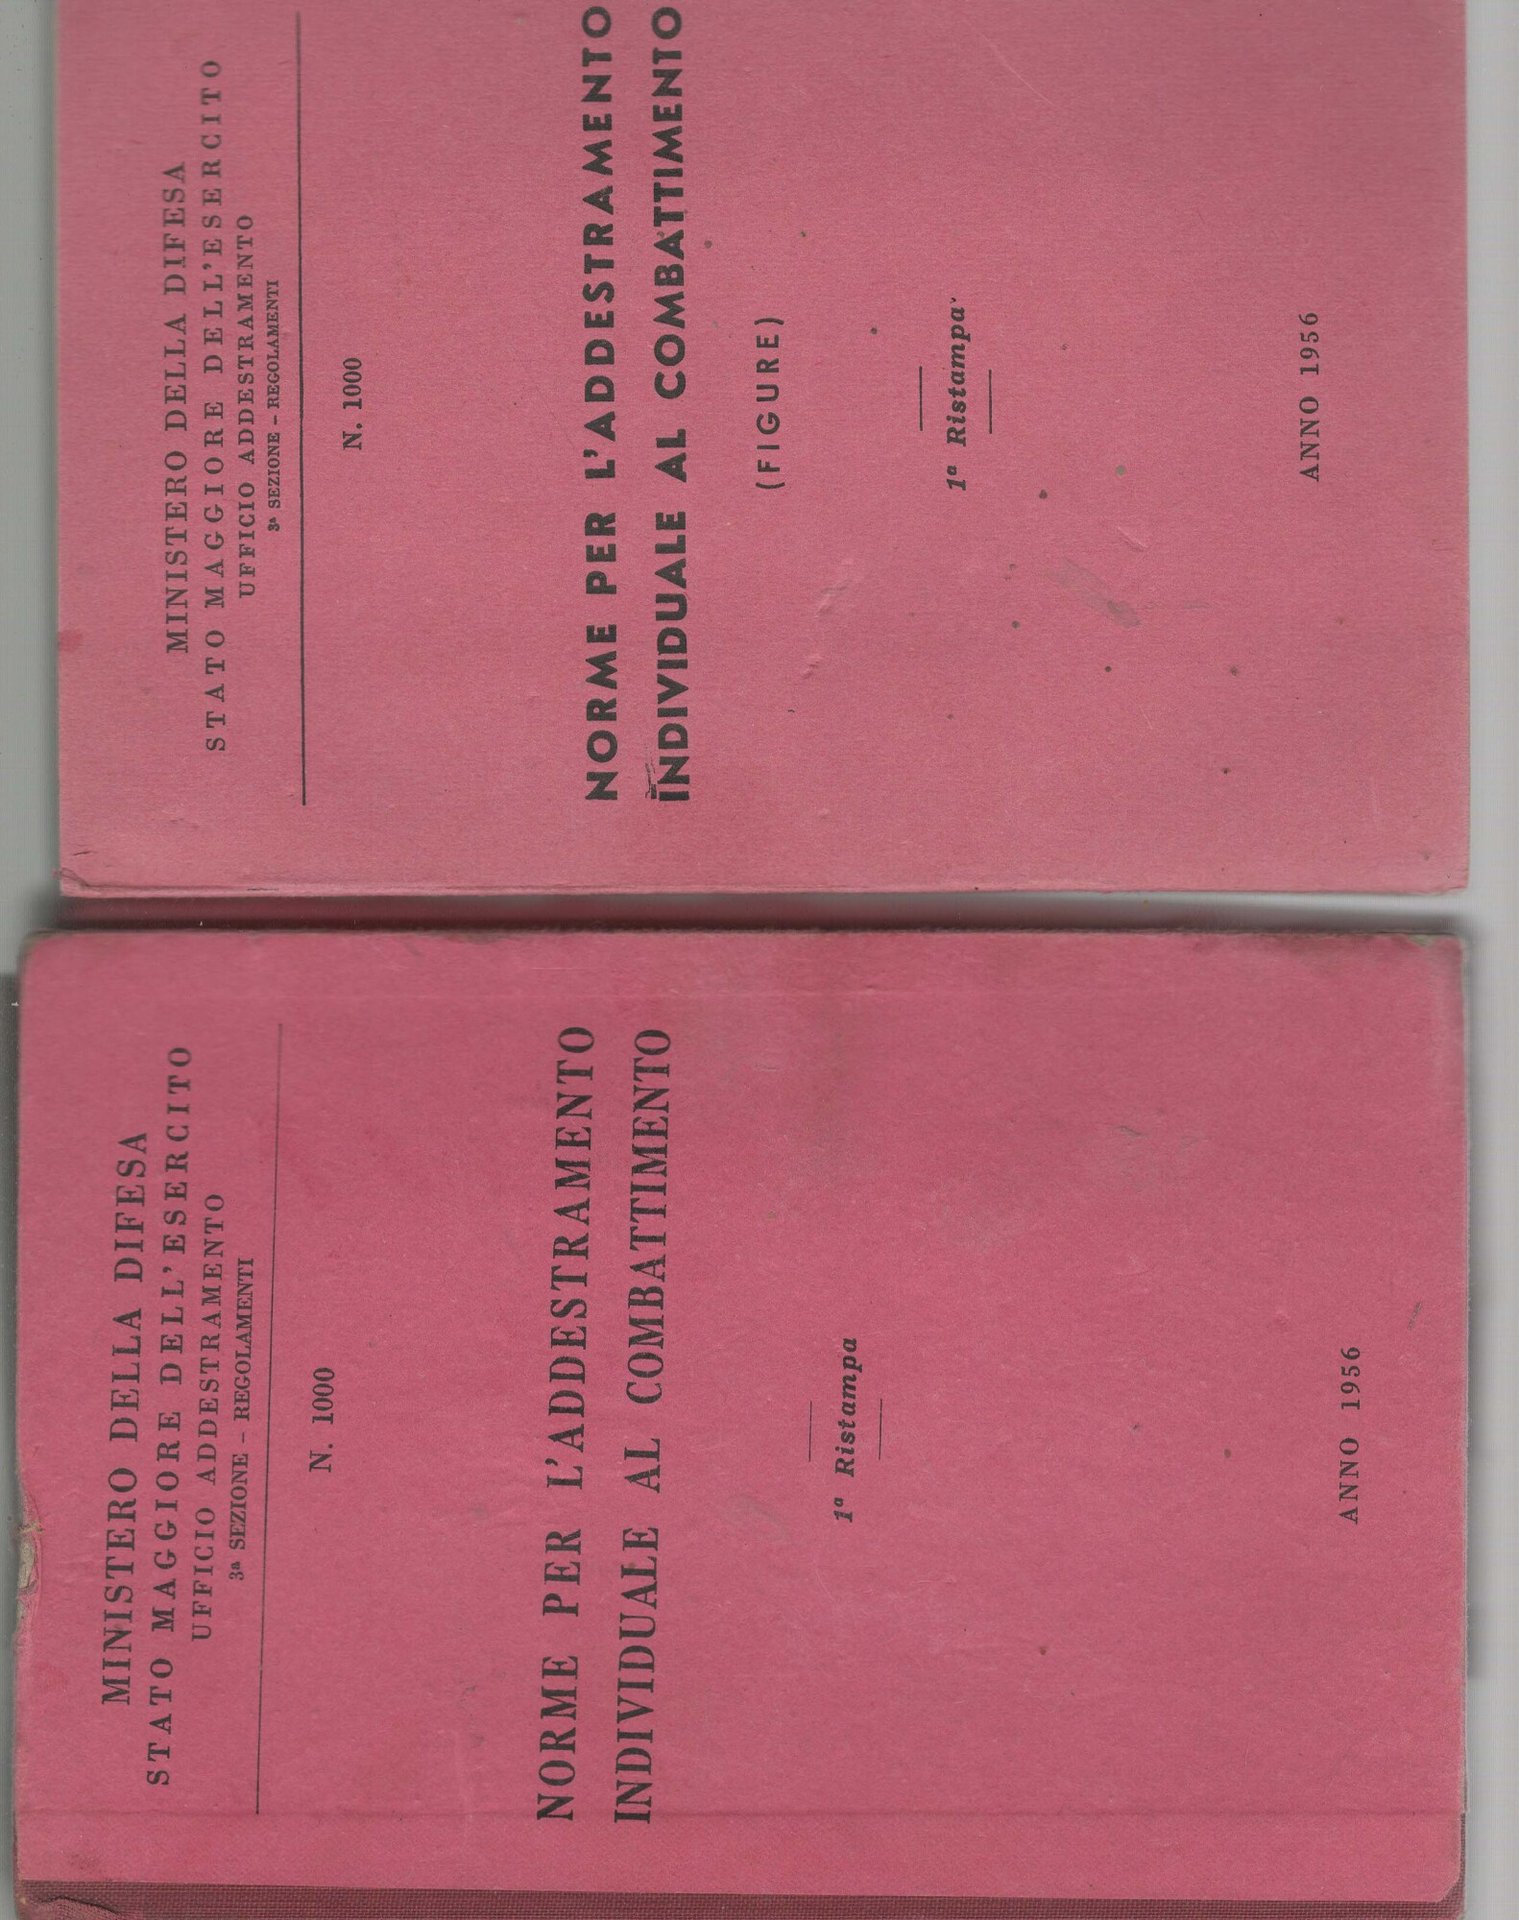 MINISTERO DELLA DIFESA
STATO MAGGIORE DELL'ESERCITO
UFFICIO ADDESTRAMENTO
3ª SEZIONE - REGOLAMENTI
N. 1000
NORME PER L'ADDESTRAMENTO
INDIVIDUALE AL COMBATTIMENTO
(FIGURE)
1ª Ristampa
ANNO 1956
MINISTERO DELLA DIFESA
STATO MAGGIORE DELL'ESERCITO
UFFICIO ADDESTRAMENTO
3ª SEZIONE - REGOLAMENTI
N. 1000
NORME PER L'ADDESTRAMENTO
INDIVIDUALE AL COMBATTIMENTO
1ª Ristampa
ANNO 1956